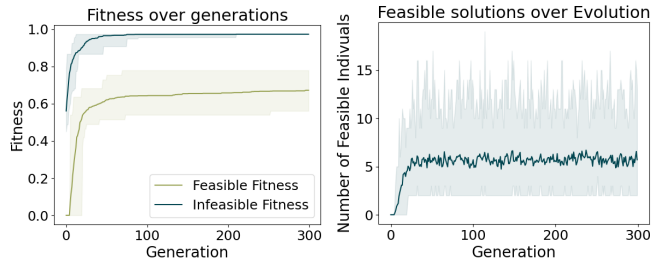 Fitness over generations
1.0
0.8
0.6
0.4
0.2
0.0
Fitness
Feasible Fitness
Infeasible Fitness
0
100
200
300
Generation
Feasible solutions over Evolution
15
10
5
0
Number of Feasible Indivuals
0
100
200
300
Generation